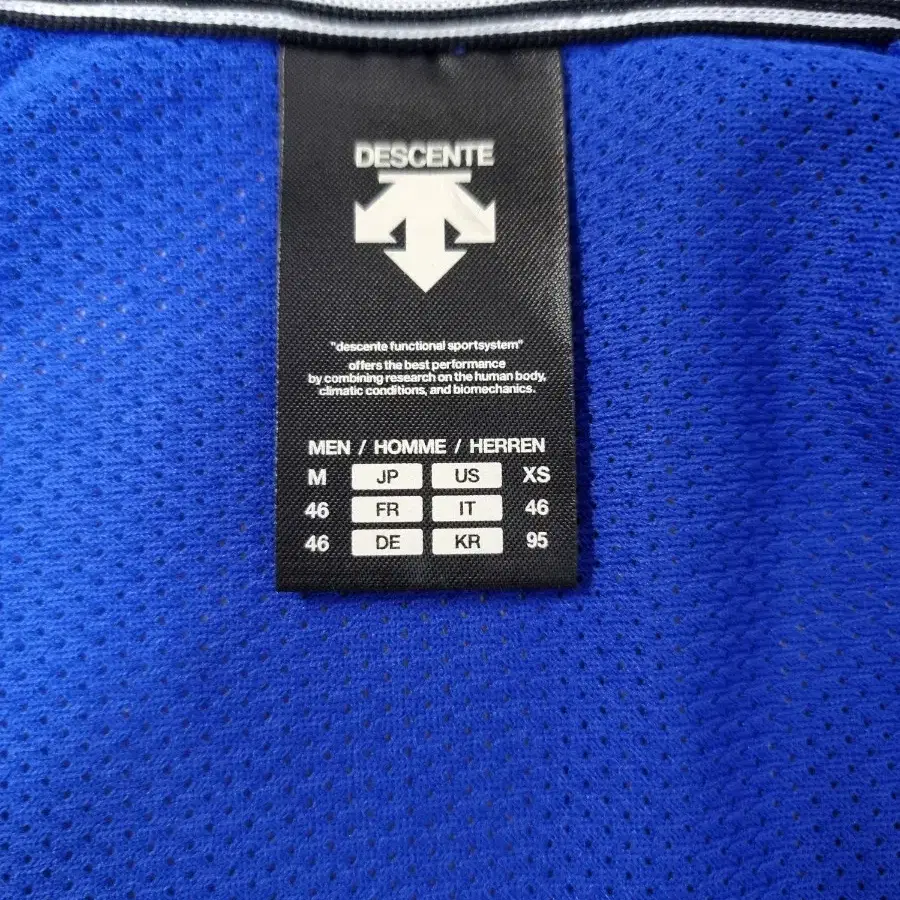 DESCENTE
"descente functional sportsystem"
offers the best performance
by combining research on the human body,
climatic conditions, and biomechanics.
MEN / HOMME / HERREN
M JP US XS
46 FR IT 46
46 DE KR 95